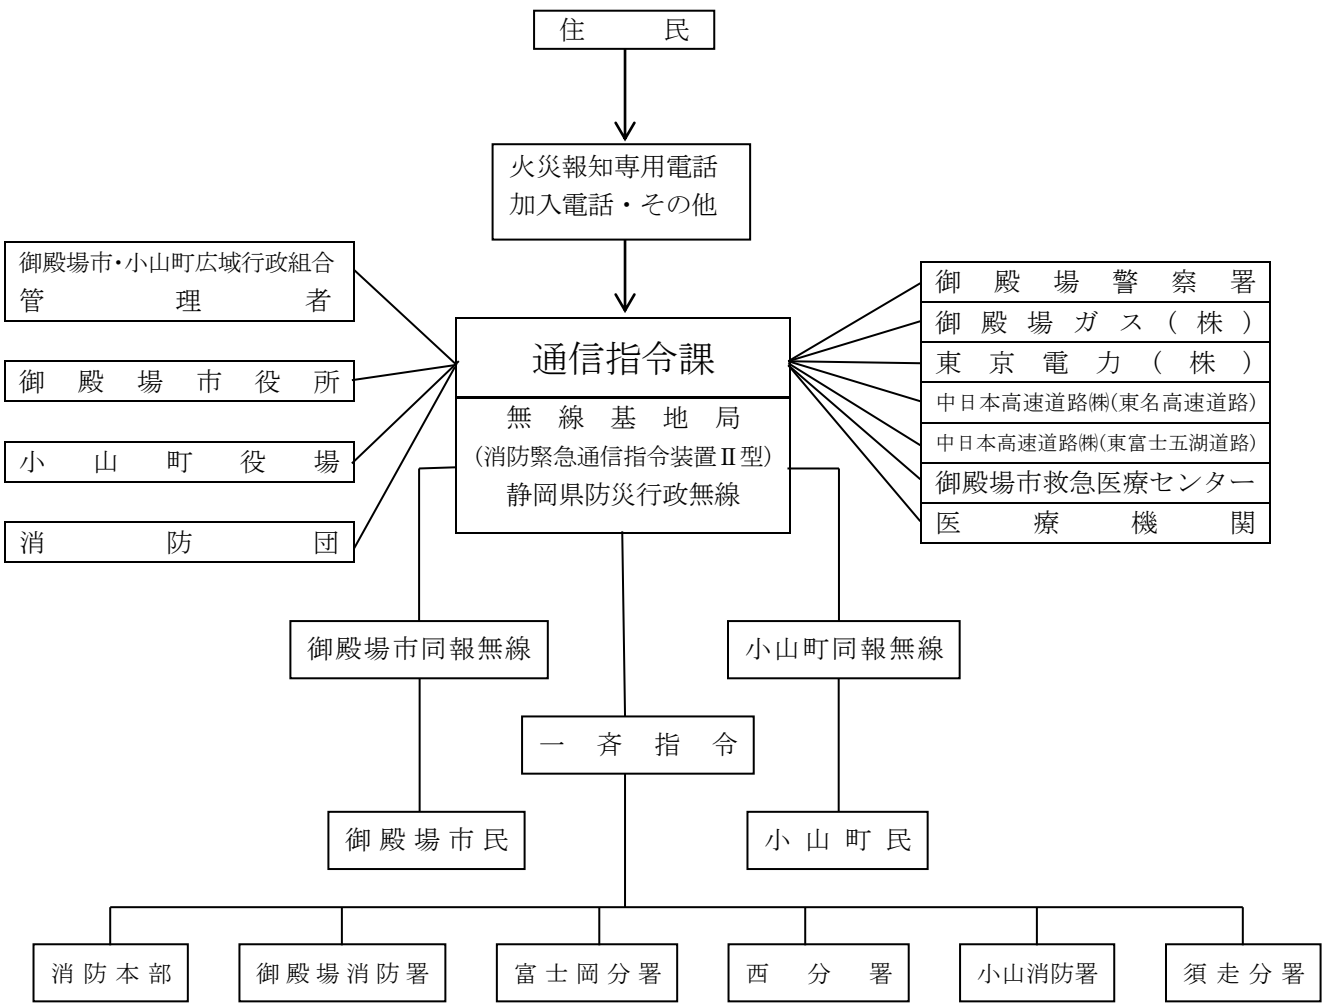 住民
火災報知専用電話
加入電話・その他
御殿場市・小山町広域行政組合
管理者
御殿場市役所
小山町役場
消防団
通信指令課
無線基地局
(消防緊急通信指令装置Ⅱ型)
静岡県防災行政無線
御殿場警察署
御殿場ガス(株)
東京電力(株)
中日本高速道路㈱(東名高速道路)
中日本高速道路㈱(東富士五湖道路)
御殿場市救急医療センター
医療機関
御殿場市同報無線
小山町同報無線
一斉指令
御殿場市民
小山町民
消防本部
御殿場消防署
富士岡分署
西分署
小山消防署
須走分署